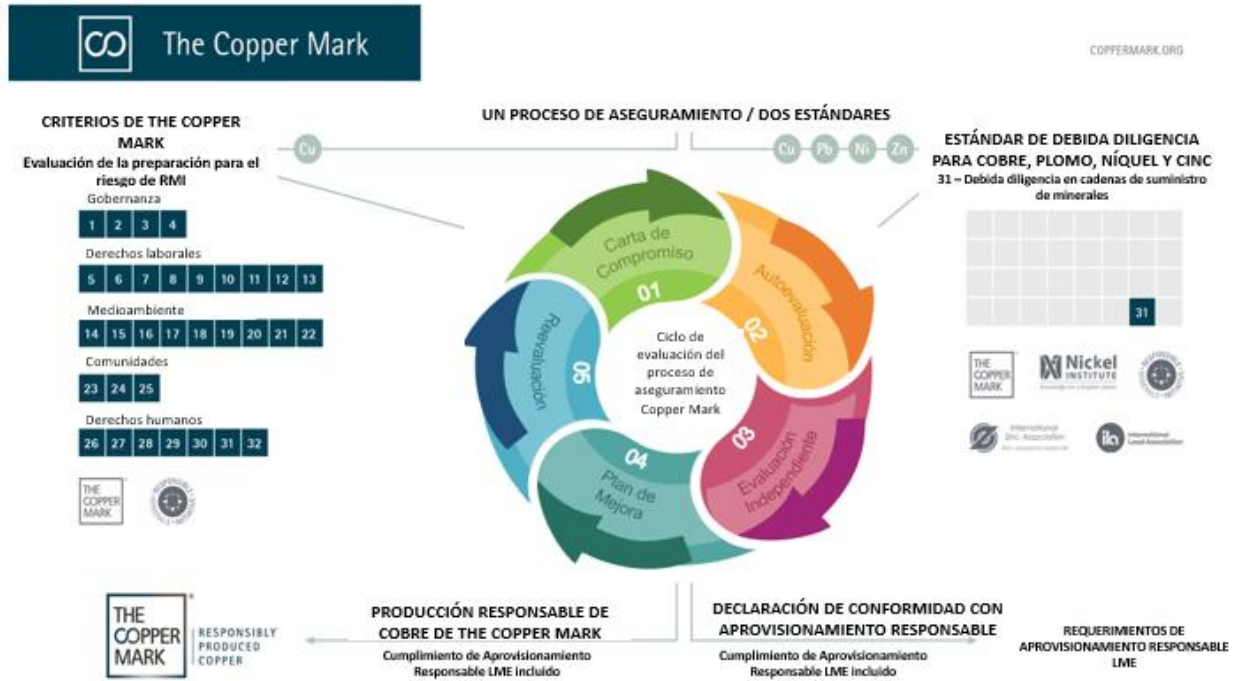 The Copper Mark
COPPERMARK.ORG
CRITERIOS DE THE COPPER
MARK
Evaluación de la preparación para el
riesgo de RMI
Gobernanza
1 2 3 4
Derechos laborales
5 6 7 8 9 10 11 12 13
Medioambiente
14 15 16 17 18 19 20 21 22
Comunidades
23 24 25
Derechos humanos
26 27 28 29 30 31 32
THE
COPPER
MARK
UN PROCESO DE ASEGURAMIENTO / DOS ESTÁNDARES
Cu
Cu Pb Ni Zn
Carta de
Compromiso
01
Autoevaluación
02
Evaluación
Independiente
03
Plan de
Mejora
04
Reevaluación
05
Ciclo de
evaluación del
proceso de
aseguramiento
Copper Mark
ESTÁNDAR DE DEBIDA DILIGENCIA
PARA COBRE, PLOMO, NÍQUEL Y CINC
31 – Debida diligencia en cadenas de suministro
de minerales
31
THE
COPPER
MARK
Nickel
INSTITUTE
International
Zinc Association
ila
International
Lead Association
THE
COPPER
MARK
RESPONSIBLY
PRODUCED
COPPER
PRODUCCIÓN RESPONSABLE DE
COBRE DE THE COPPER MARK
Cumplimiento de Aprovisionamiento
Responsable LME incluido
DECLARACIÓN DE CONFORMIDAD CON
APROVISIONAMIENTO RESPONSABLE
Cumplimiento de Aprovisionamiento
Responsable LME incluido
REQUERIMIENTOS DE
APROVISIONAMIENTO RESPONSABLE
LME